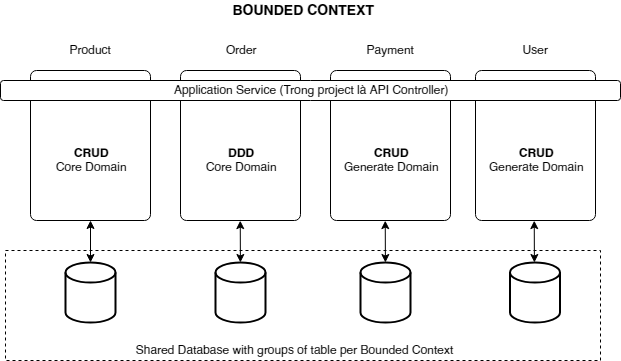 BOUNDED CONTEXT
Product Order Payment User
Application Service (Trong project là API Controller)
CRUD DDD CRUD CRUD
Core Domain Core Domain Generate Domain Generate Domain
Shared Database with groups of table per Bounded Context